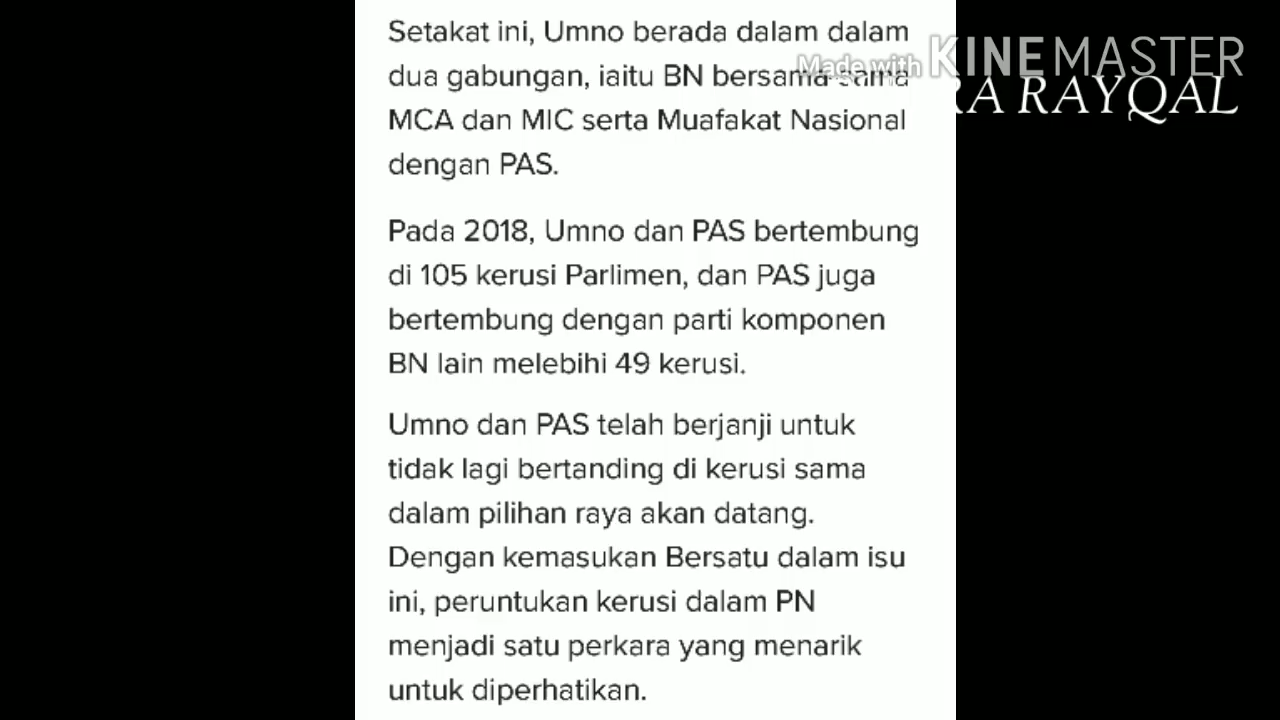 Setakat ini, Umno berada dalam dalam
dua gabungan, iaitu BN bersama-sama
MCA dan MIC serta Muafakat Nasional
dengan PAS.
Pada 2018, Umno dan PAS bertembung
di 105 kerusi Parlimen, dan PAS juga
bertembung dengan parti komponen
BN lain melebihi 49 kerusi.
Umno dan PAS telah berjanji untuk
tidak lagi bertanding di kerusi sama
dalam pilihan raya akan datang.
Dengan kemasukan Bersatu dalam isu
ini, peruntukan kerusi dalam PN
menjadi satu perkara yang menarik
untuk diperhatikan.
Made with KINEMASTER
RAYQAL